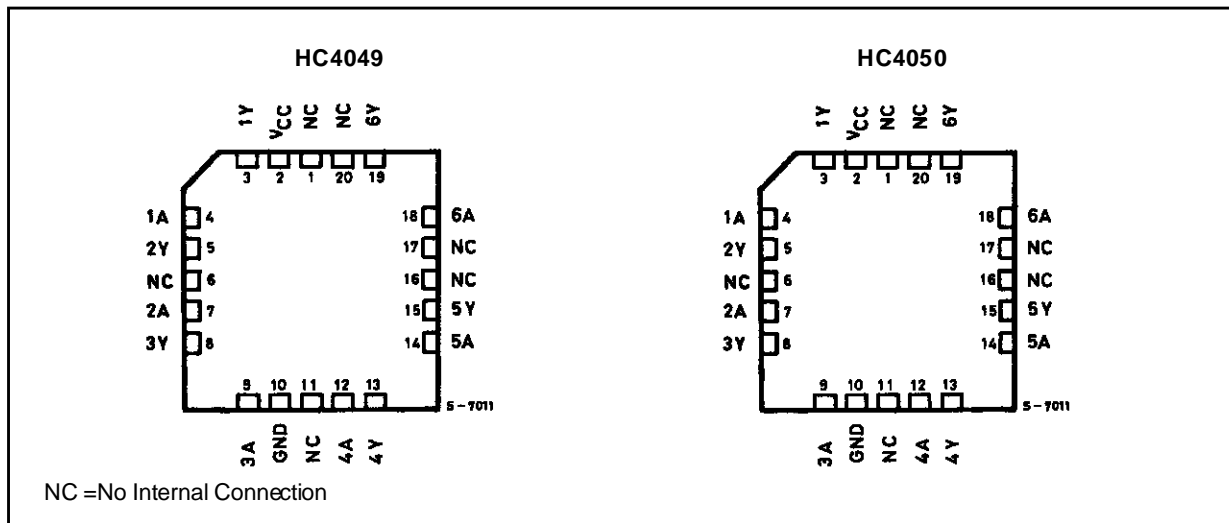 HC4049
HC4050
1Y VCC NC NC 6Y
3 2 1 20 19
1A 4 18 6A
2Y 5 17 NC
NC 6 16 NC
2A 7 15 5Y
3Y 8 14 5A
9 10 11 12 13
S-7011
3A GND NC 4A 4Y
1Y VCC NC NC 6Y
3 2 1 20 19
1A 4 18 6A
2Y 5 17 NC
NC 6 16 NC
2A 7 15 5Y
3Y 8 14 5A
9 10 11 12 13
S-7011
3A GND NC 4A 4Y
NC =No Internal Connection